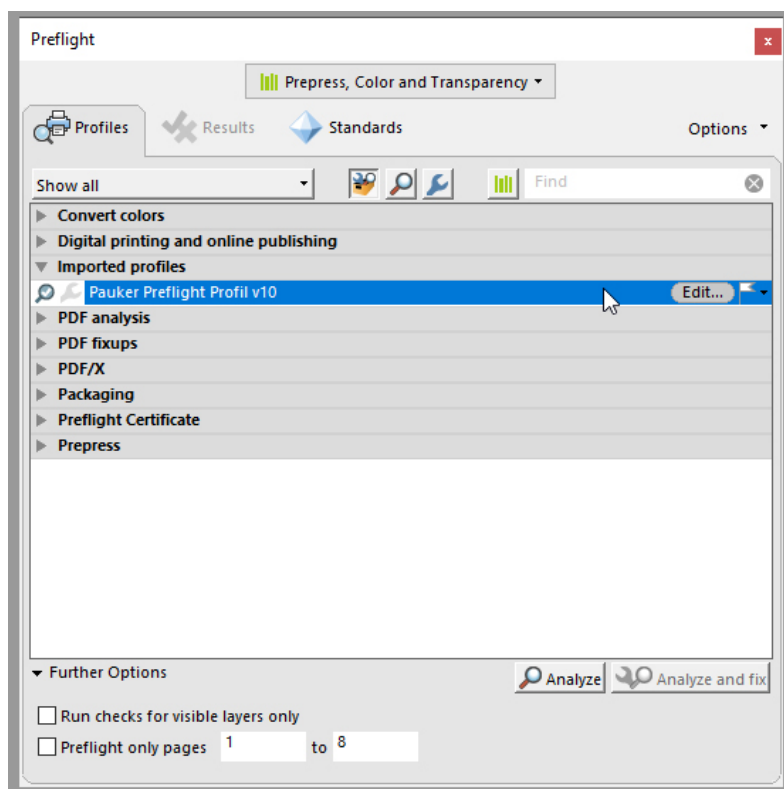 Preflight
x
Prepress, Color and Transparency
Profiles Results Standards Options
Show all Find
Convert colors
Digital printing and online publishing
Imported profiles
Pauker Preflight Profil v10 Edit...
PDF analysis
PDF fixups
PDF/X
Packaging
Preflight Certificate
Prepress
Further Options Analyze Analyze and fix
Run checks for visible layers only
Preflight only pages 1 to 8